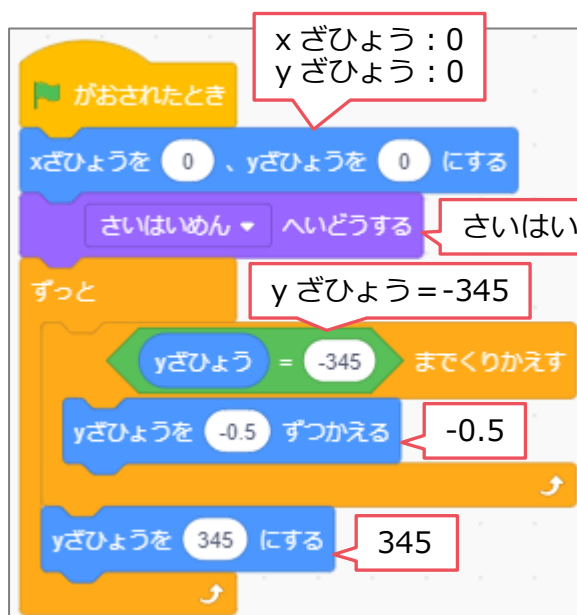 xざひょう:0
yざひょう:0
がおされたとき
xざひょうを 0 、yざひょうを 0 にする
さいはいめん へいどうする
さいはい
ずっと
yざひょう=-345
yざひょう = -345 までくりかえす
yざひょうを -0.5 ずつかえる
-0.5
yざひょうを 345 にする
345